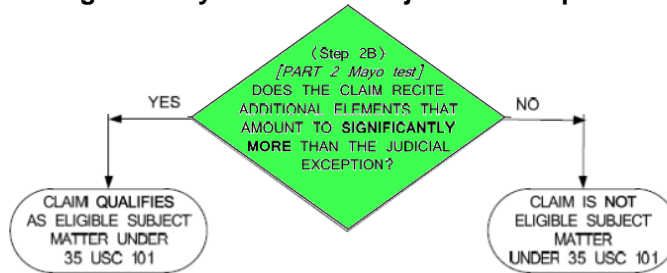 (Step 2B)
[PART 2 Mayo test]
DOES THE CLAIM RECITE
ADDITIONAL ELEMENTS THAT
AMOUNT TO SIGNIFICANTLY
MORE THAN THE JUDICIAL
EXCEPTION?
YES
NO
CLAIM QUALIFIES
AS ELIGIBLE SUBJECT
MATTER UNDER
35 USC 101
CLAIM IS NOT
ELIGIBLE SUBJECT
MATTER
UNDER 35 USC 101